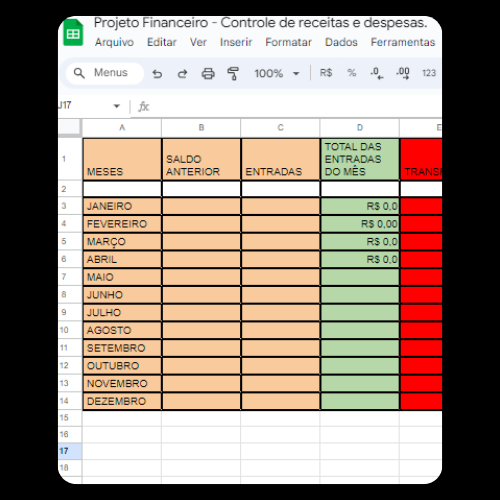 Projeto Financeiro - Controle de receitas e despesas.
Arquivo Editar Ver Inserir Formatar Dados Ferramentas
Menus 100% R$ % .0 .00 123
J17 fx
A B C D E
1 MESES SALDO ANTERIOR ENTRADAS TOTAL DAS ENTRADAS DO MÊS
2
3 JANEIRO R$ 0,0
4 FEVEREIRO R$ 0,00
5 MARÇO R$ 0,0
6 ABRIL R$ 0,0
7 MAIO
8 JUNHO
9 JULHO
10 AGOSTO
11 SETEMBRO
12 OUTUBRO
13 NOVEMBRO
14 DEZEMBRO
15
16
17
18